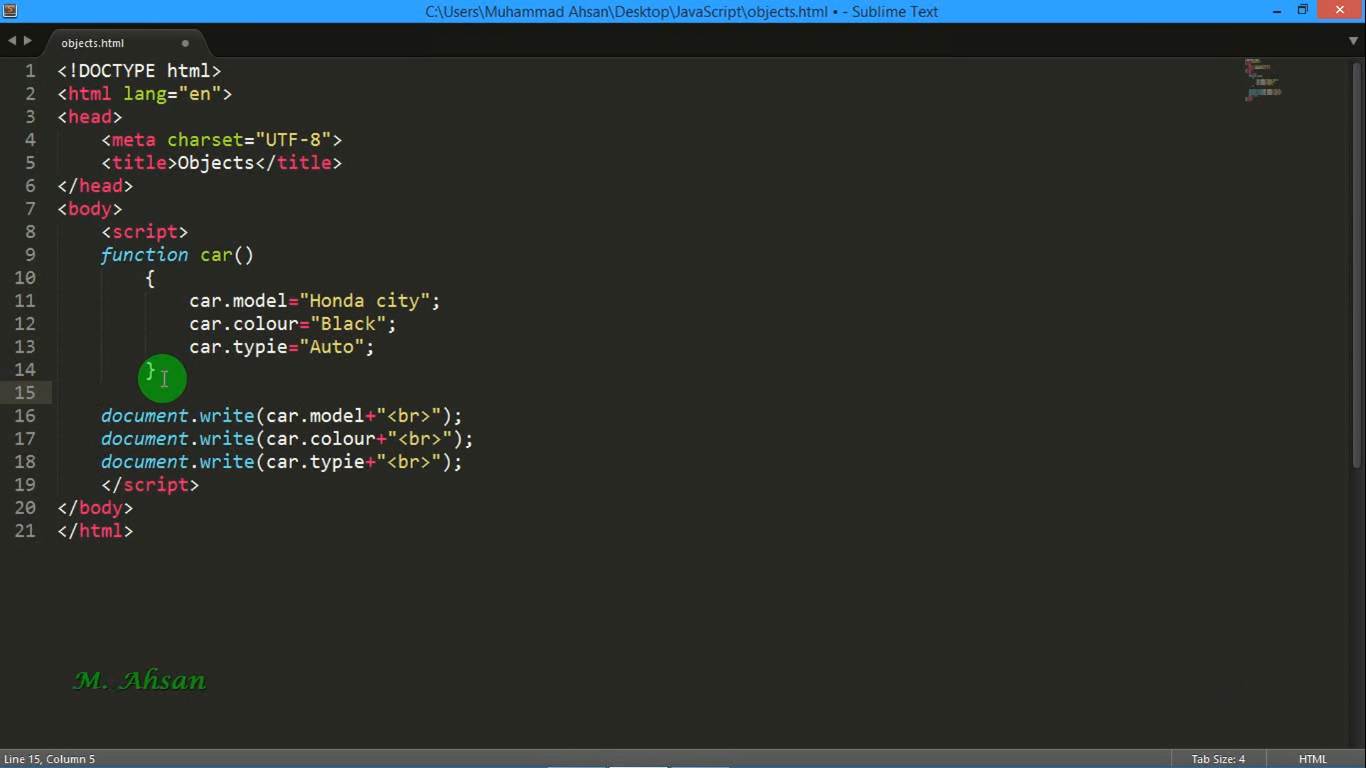 C:\Users\Muhammad Ahsan\Desktop\JavaScript\objects.html • - Sublime Text
objects.html
1 <!DOCTYPE html>
2 <html lang="en">
3 <head>
4 <meta charset="UTF-8">
5 <title>Objects</title>
6 </head>
7 <body>
8 <script>
9 function car()
10 {
11 car.model="Honda city";
12 car.colour="Black";
13 car.typie="Auto";
14 }
15
16 document.write(car.model+"<br>");
17 document.write(car.colour+"<br>");
18 document.write(car.typie+"<br>");
19 </script>
20 </body>
21 </html>
M. Ahsan
Line 15, Column 5
Tab Size: 4
HTML